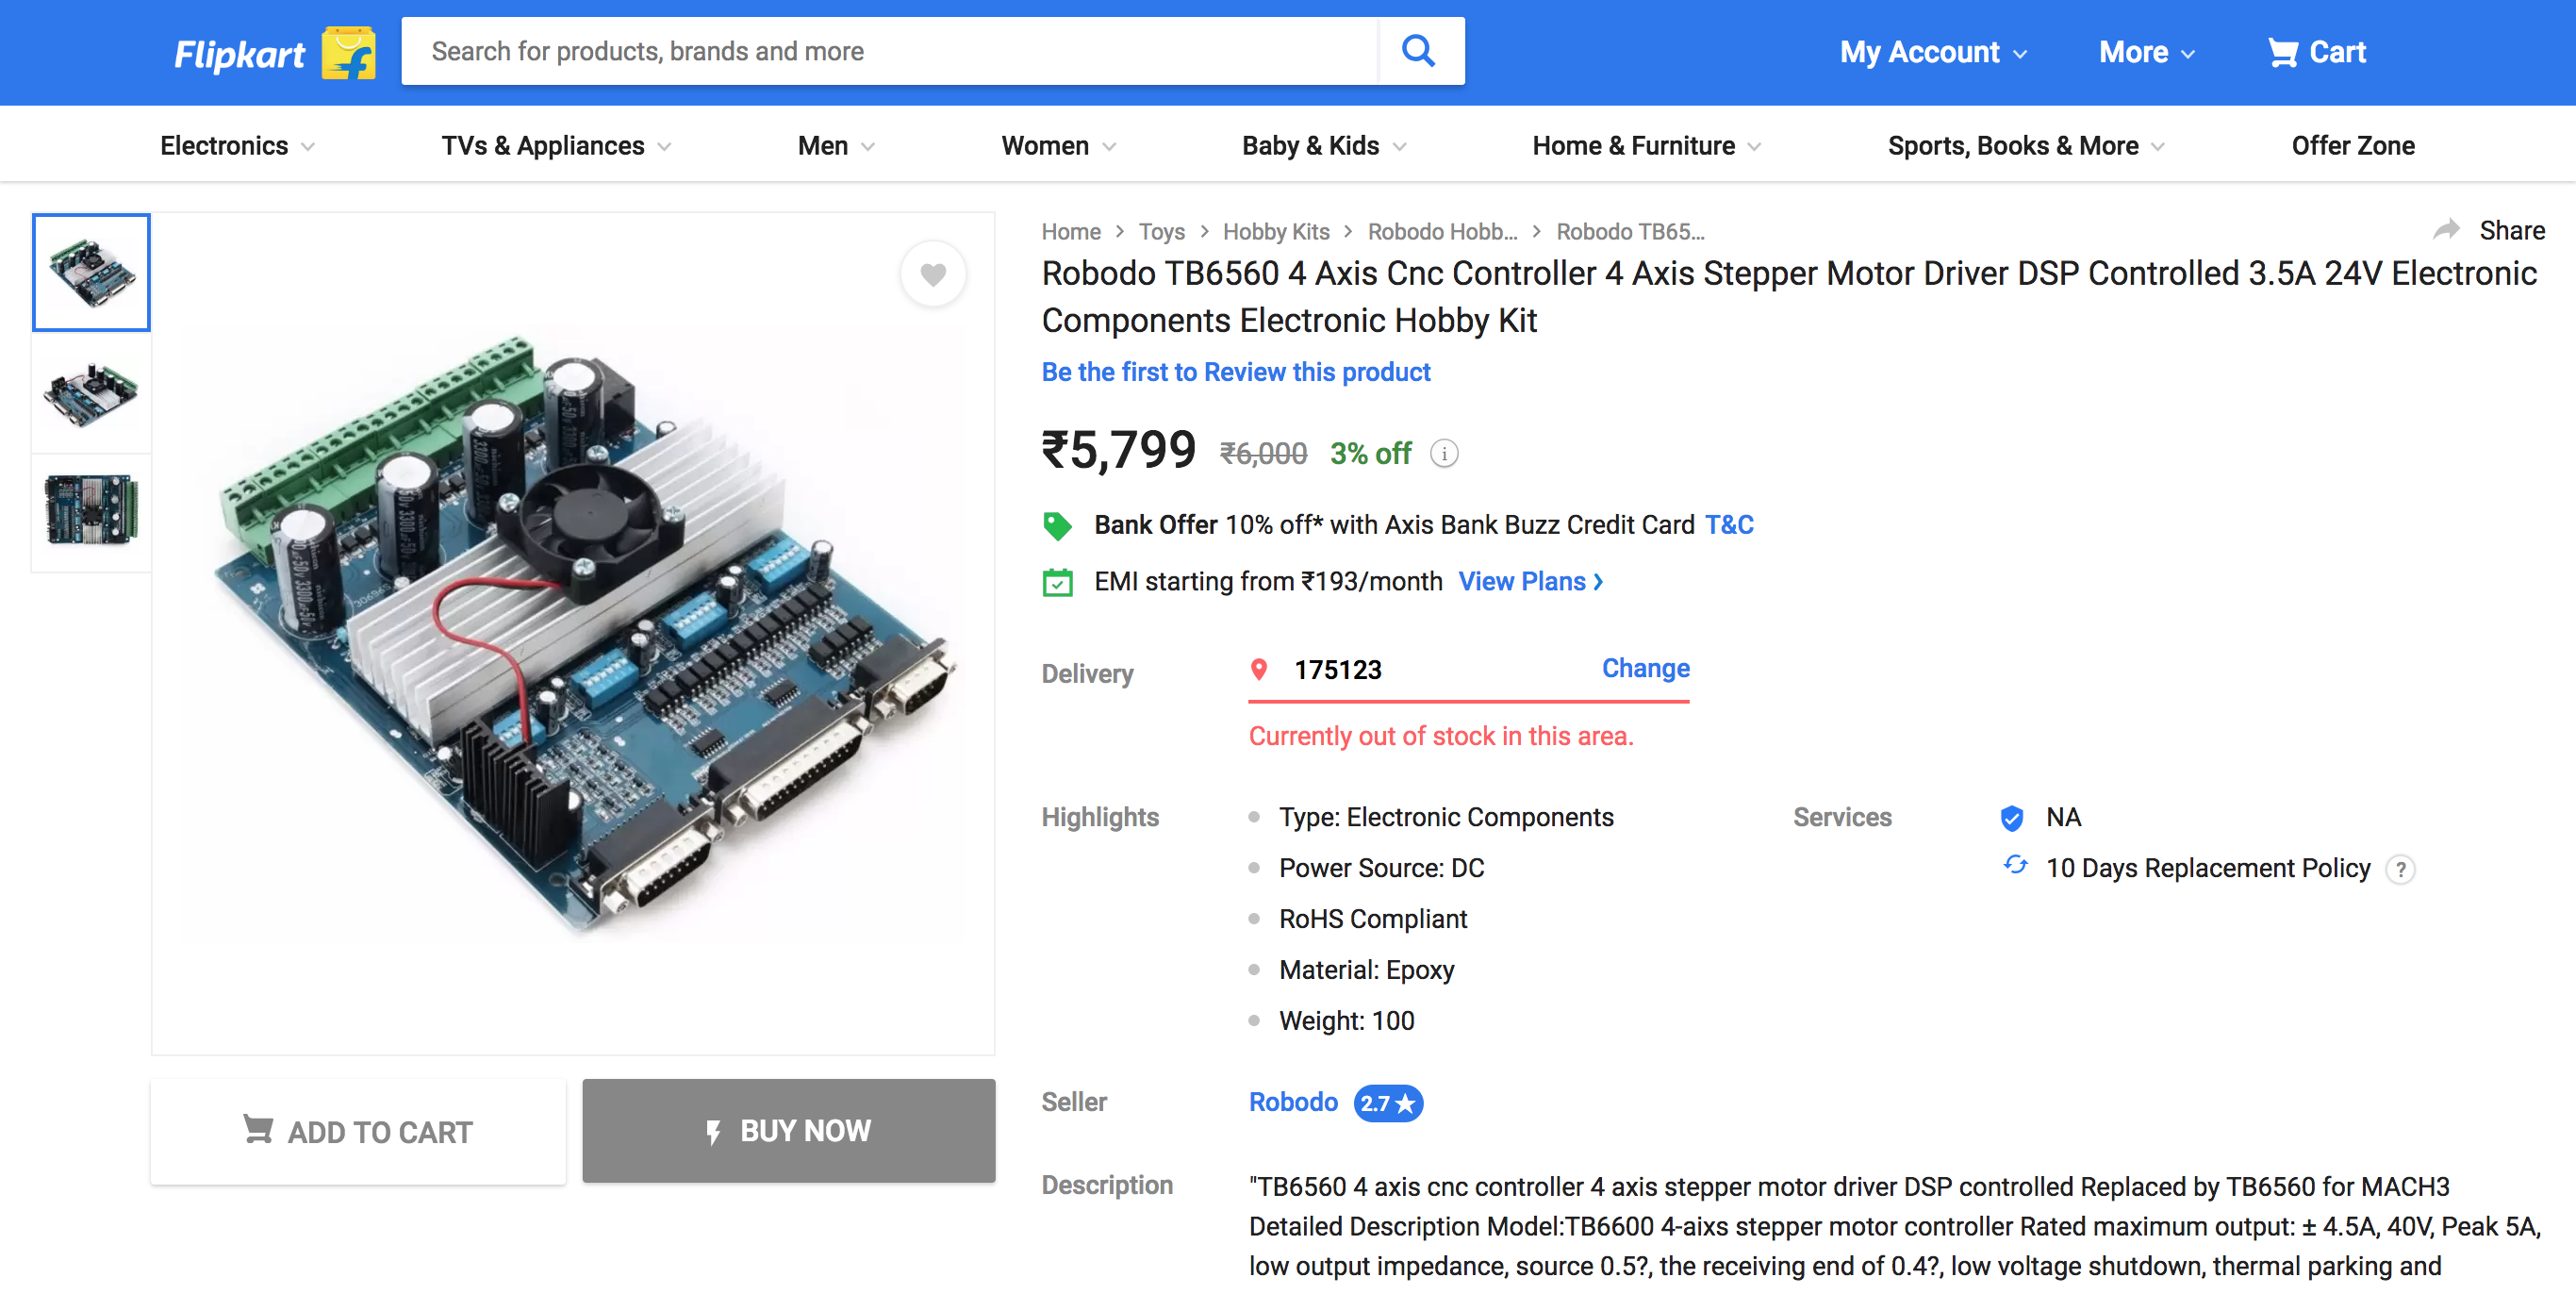 Flipkart
Search for products, brands and more
My Account
More
Cart
Electronics
TVs & Appliances
Men
Women
Baby & Kids
Home & Furniture
Sports, Books & More
Offer Zone
Home > Toys > Hobby Kits > Robodo Hobb... > Robodo TB65...
Share
Robodo TB6560 4 Axis Cnc Controller 4 Axis Stepper Motor Driver DSP Controlled 3.5A 24V Electronic
Components Electronic Hobby Kit
Be the first to Review this product
₹5,799 ₹6,000 3% off
Bank Offer 10% off* with Axis Bank Buzz Credit Card T&C
EMI starting from ₹193/month View Plans >
Delivery
175123
Change
Currently out of stock in this area.
Highlights
Type: Electronic Components
Power Source: DC
RoHS Compliant
Material: Epoxy
Weight: 100
Services
NA
10 Days Replacement Policy ?
ADD TO CART
BUY NOW
Seller
Robodo 2.7★
Description
"TB6560 4 axis cnc controller 4 axis stepper motor driver DSP controlled Replaced by TB6560 for MACH3
Detailed Description Model:TB6600 4-aixs stepper motor controller Rated maximum output: ± 4.5A, 40V, Peak 5A,
low output impedance, source 0.5?, the receiving end of 0.4?, low voltage shutdown, thermal parking and